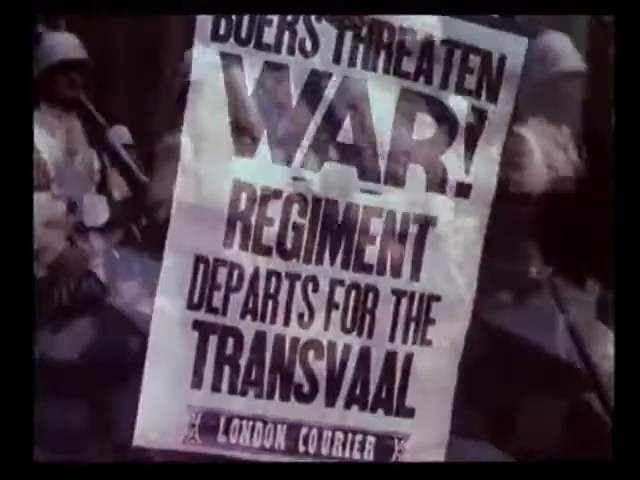 BOERS THREATEN
WAR!
REGIMENT
DEPARTS FOR THE
TRANSVAAL
LONDON COURIER